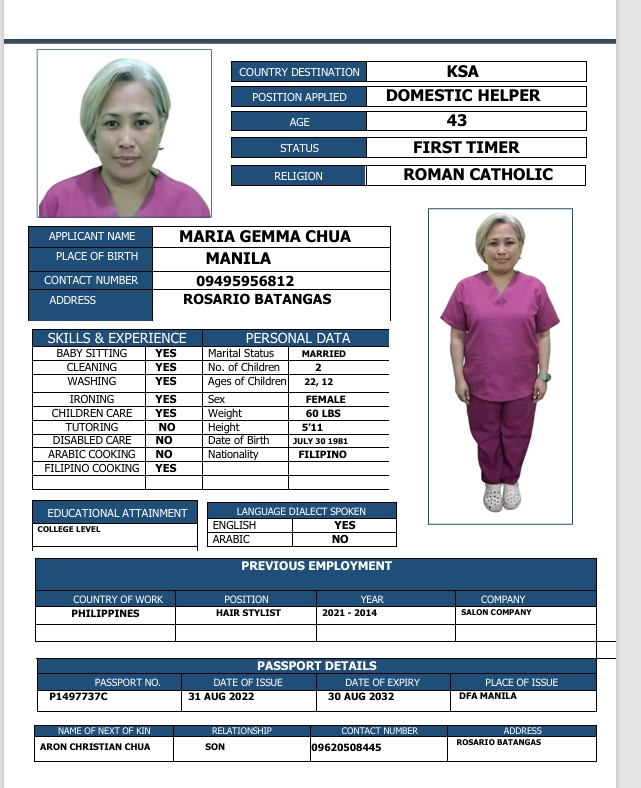 COUNTRY DESTINATION KSA
POSITION APPLIED DOMESTIC HELPER
AGE 43
STATUS FIRST TIMER
RELIGION ROMAN CATHOLIC
APPLICANT NAME MARIA GEMMA CHUA
PLACE OF BIRTH MANILA
CONTACT NUMBER 09495956812
ADDRESS ROSARIO BATANGAS
SKILLS & EXPERIENCE PERSONAL DATA
BABY SITTING YES Marital Status MARRIED
CLEANING YES No. of Children 2
WASHING YES Ages of Children 22, 12
IRONING YES Sex FEMALE
CHILDREN CARE YES Weight 60 LBS
TUTORING NO Height 5’11
DISABLED CARE NO Date of Birth JULY 30 1981
ARABIC COOKING NO Nationality FILIPINO
FILIPINO COOKING YES
EDUCATIONAL ATTAINMENT
COLLEGE LEVEL
LANGUAGE DIALECT SPOKEN
ENGLISH YES
ARABIC NO
PREVIOUS EMPLOYMENT
COUNTRY OF WORK POSITION YEAR COMPANY
PHILIPPINES HAIR STYLIST 2021 - 2014 SALON COMPANY
PASSPORT DETAILS
PASSPORT NO. DATE OF ISSUE DATE OF EXPIRY PLACE OF ISSUE
P1497737C 31 AUG 2022 30 AUG 2032 DFA MANILA
NAME OF NEXT OF KIN RELATIONSHIP CONTACT NUMBER ADDRESS
ARON CHRISTIAN CHUA SON 09620508445 ROSARIO BATANGAS